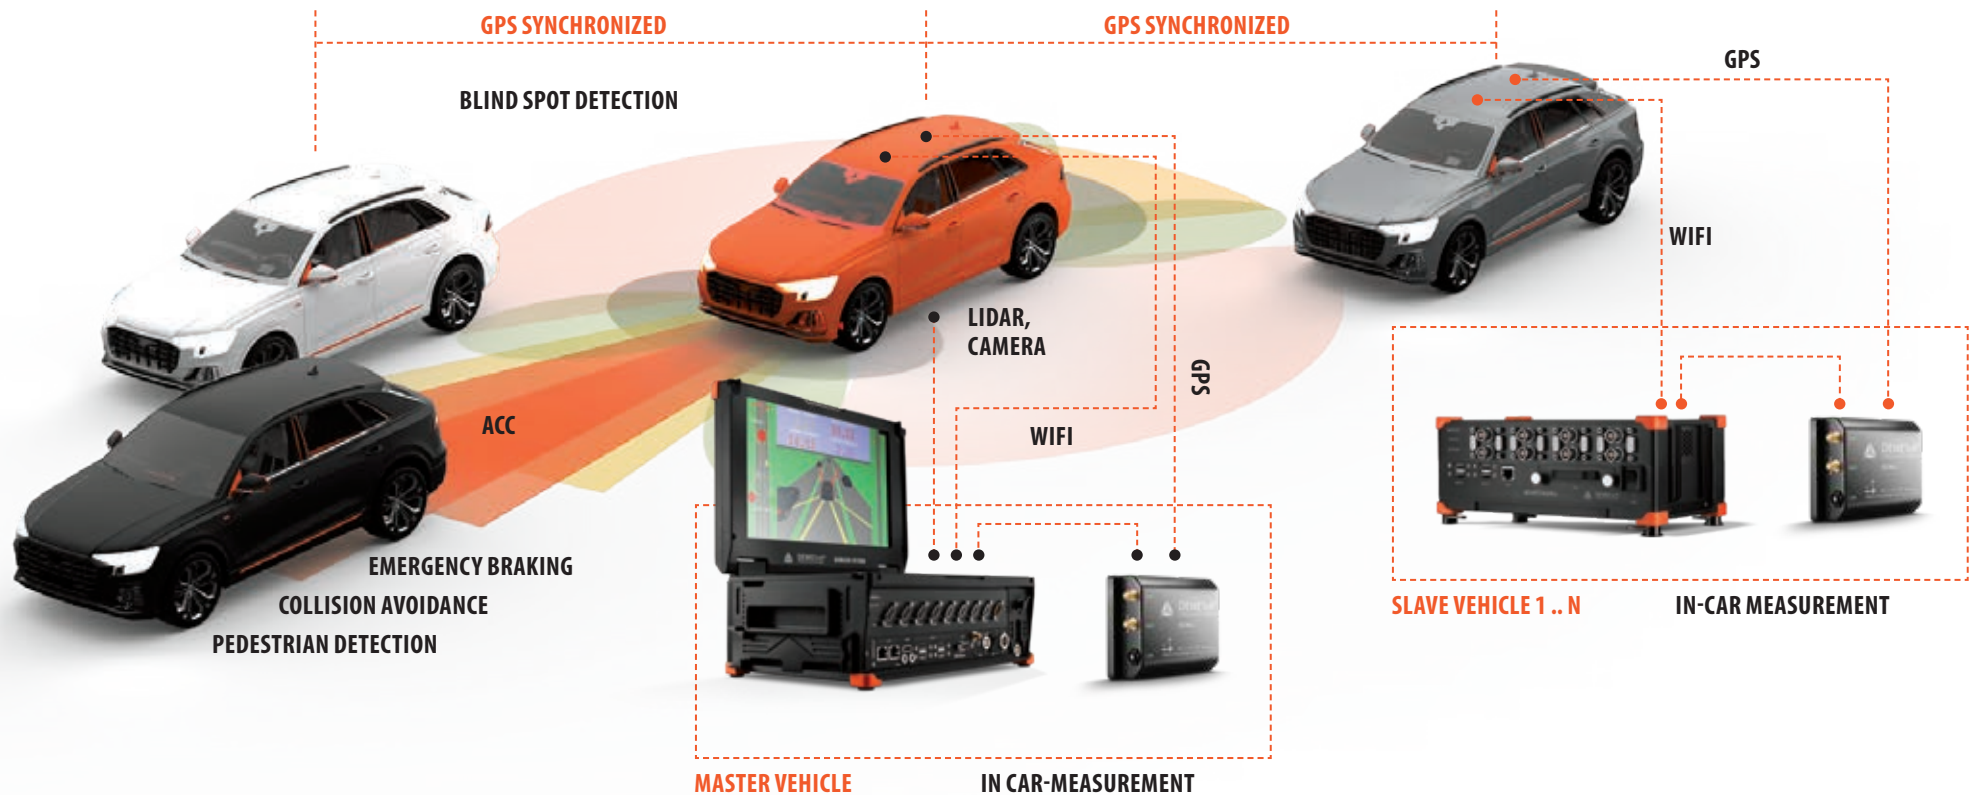 GPS SYNCHRONIZED
GPS SYNCHRONIZED
GPS
BLIND SPOT DETECTION
WIFI
LIDAR,
CAMERA
GPS
ACC
WIFI
EMERGENCY BRAKING
COLLISION AVOIDANCE
PEDESTRIAN DETECTION
SLAVE VEHICLE 1 .. N
IN-CAR MEASUREMENT
MASTER VEHICLE
IN CAR-MEASUREMENT